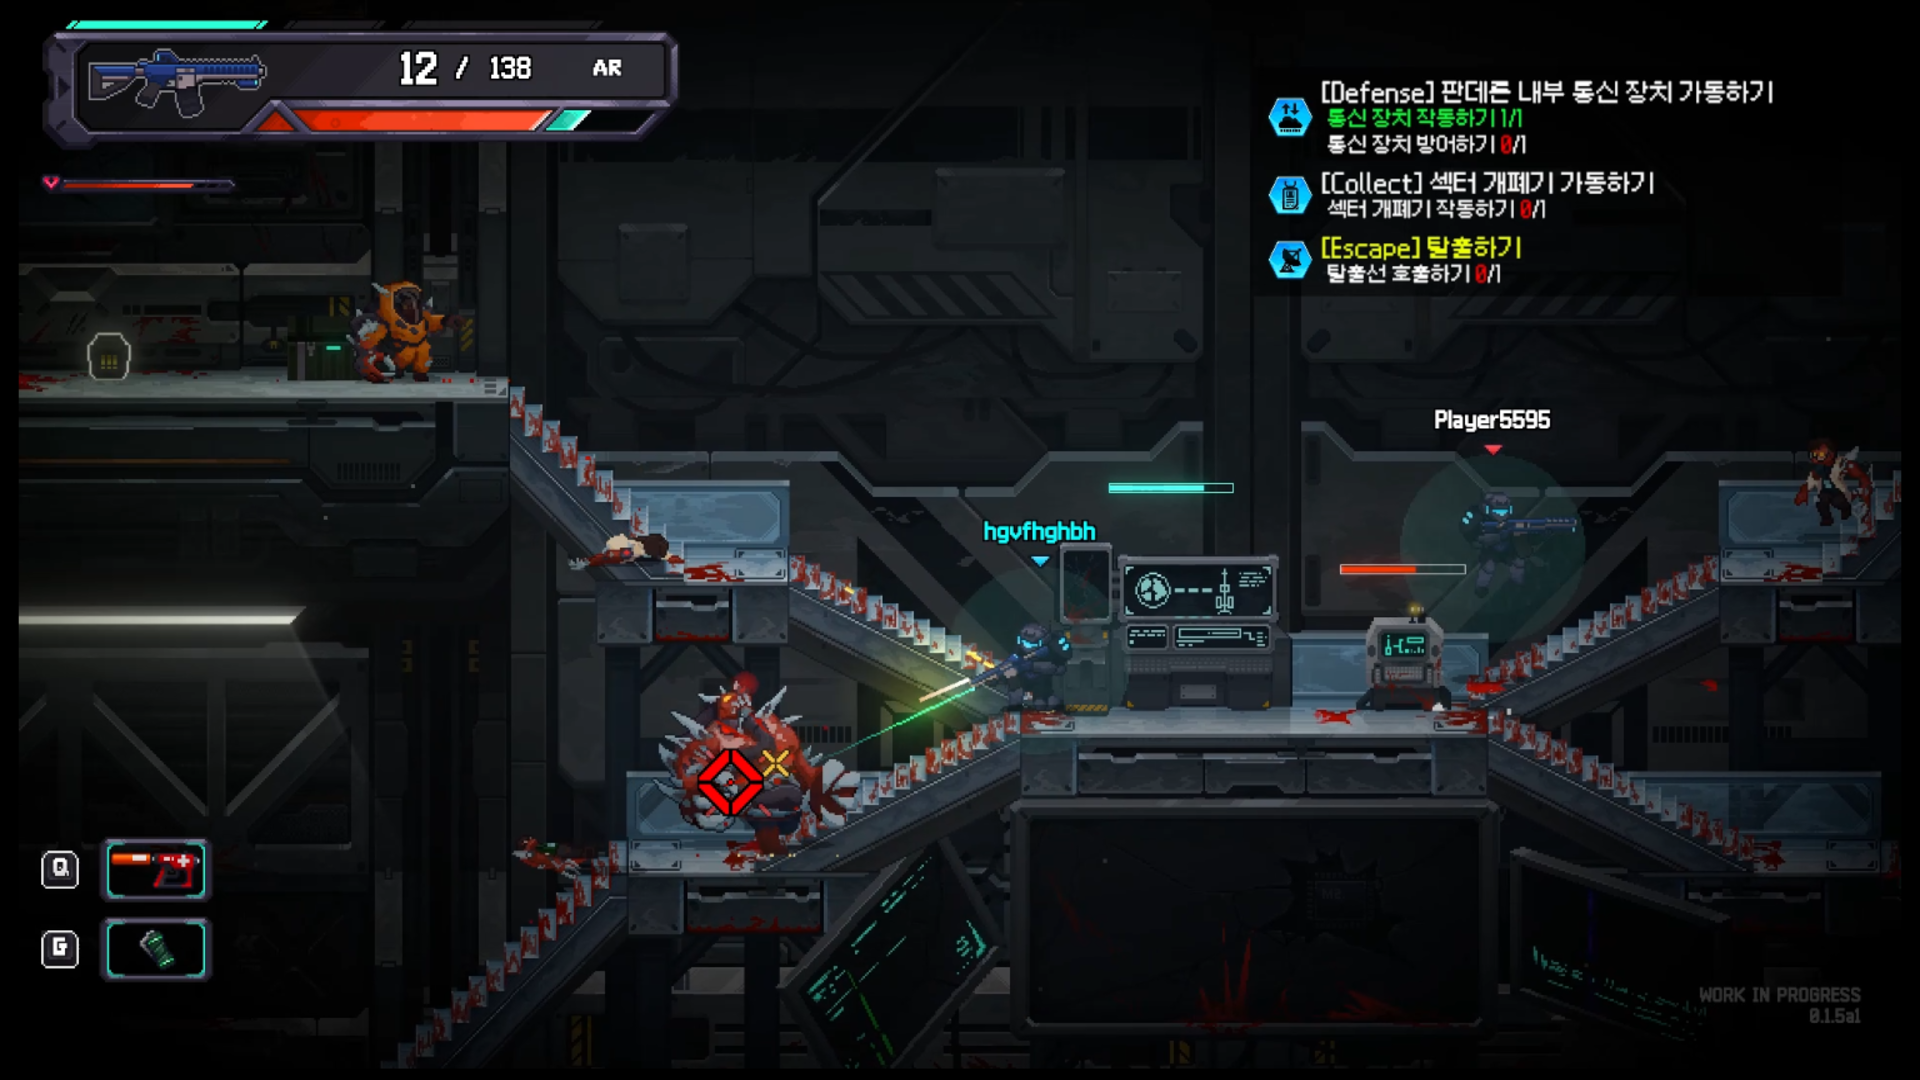 12 / 138 AR
[Defense] 판데른 내부 통신 장치 가동하기
통신 장치 작동하기 1/1
통신 장치 방어하기 0/1
[Collect] 섹터 개폐기 가동하기
섹터 개폐기 작동하기 0/1
[Escape] 탈출하기
탈출선 호출하기 0/1
Player5595
hgvfhghbh
Q
G
WORK IN PROGRESS
0.1.5a1